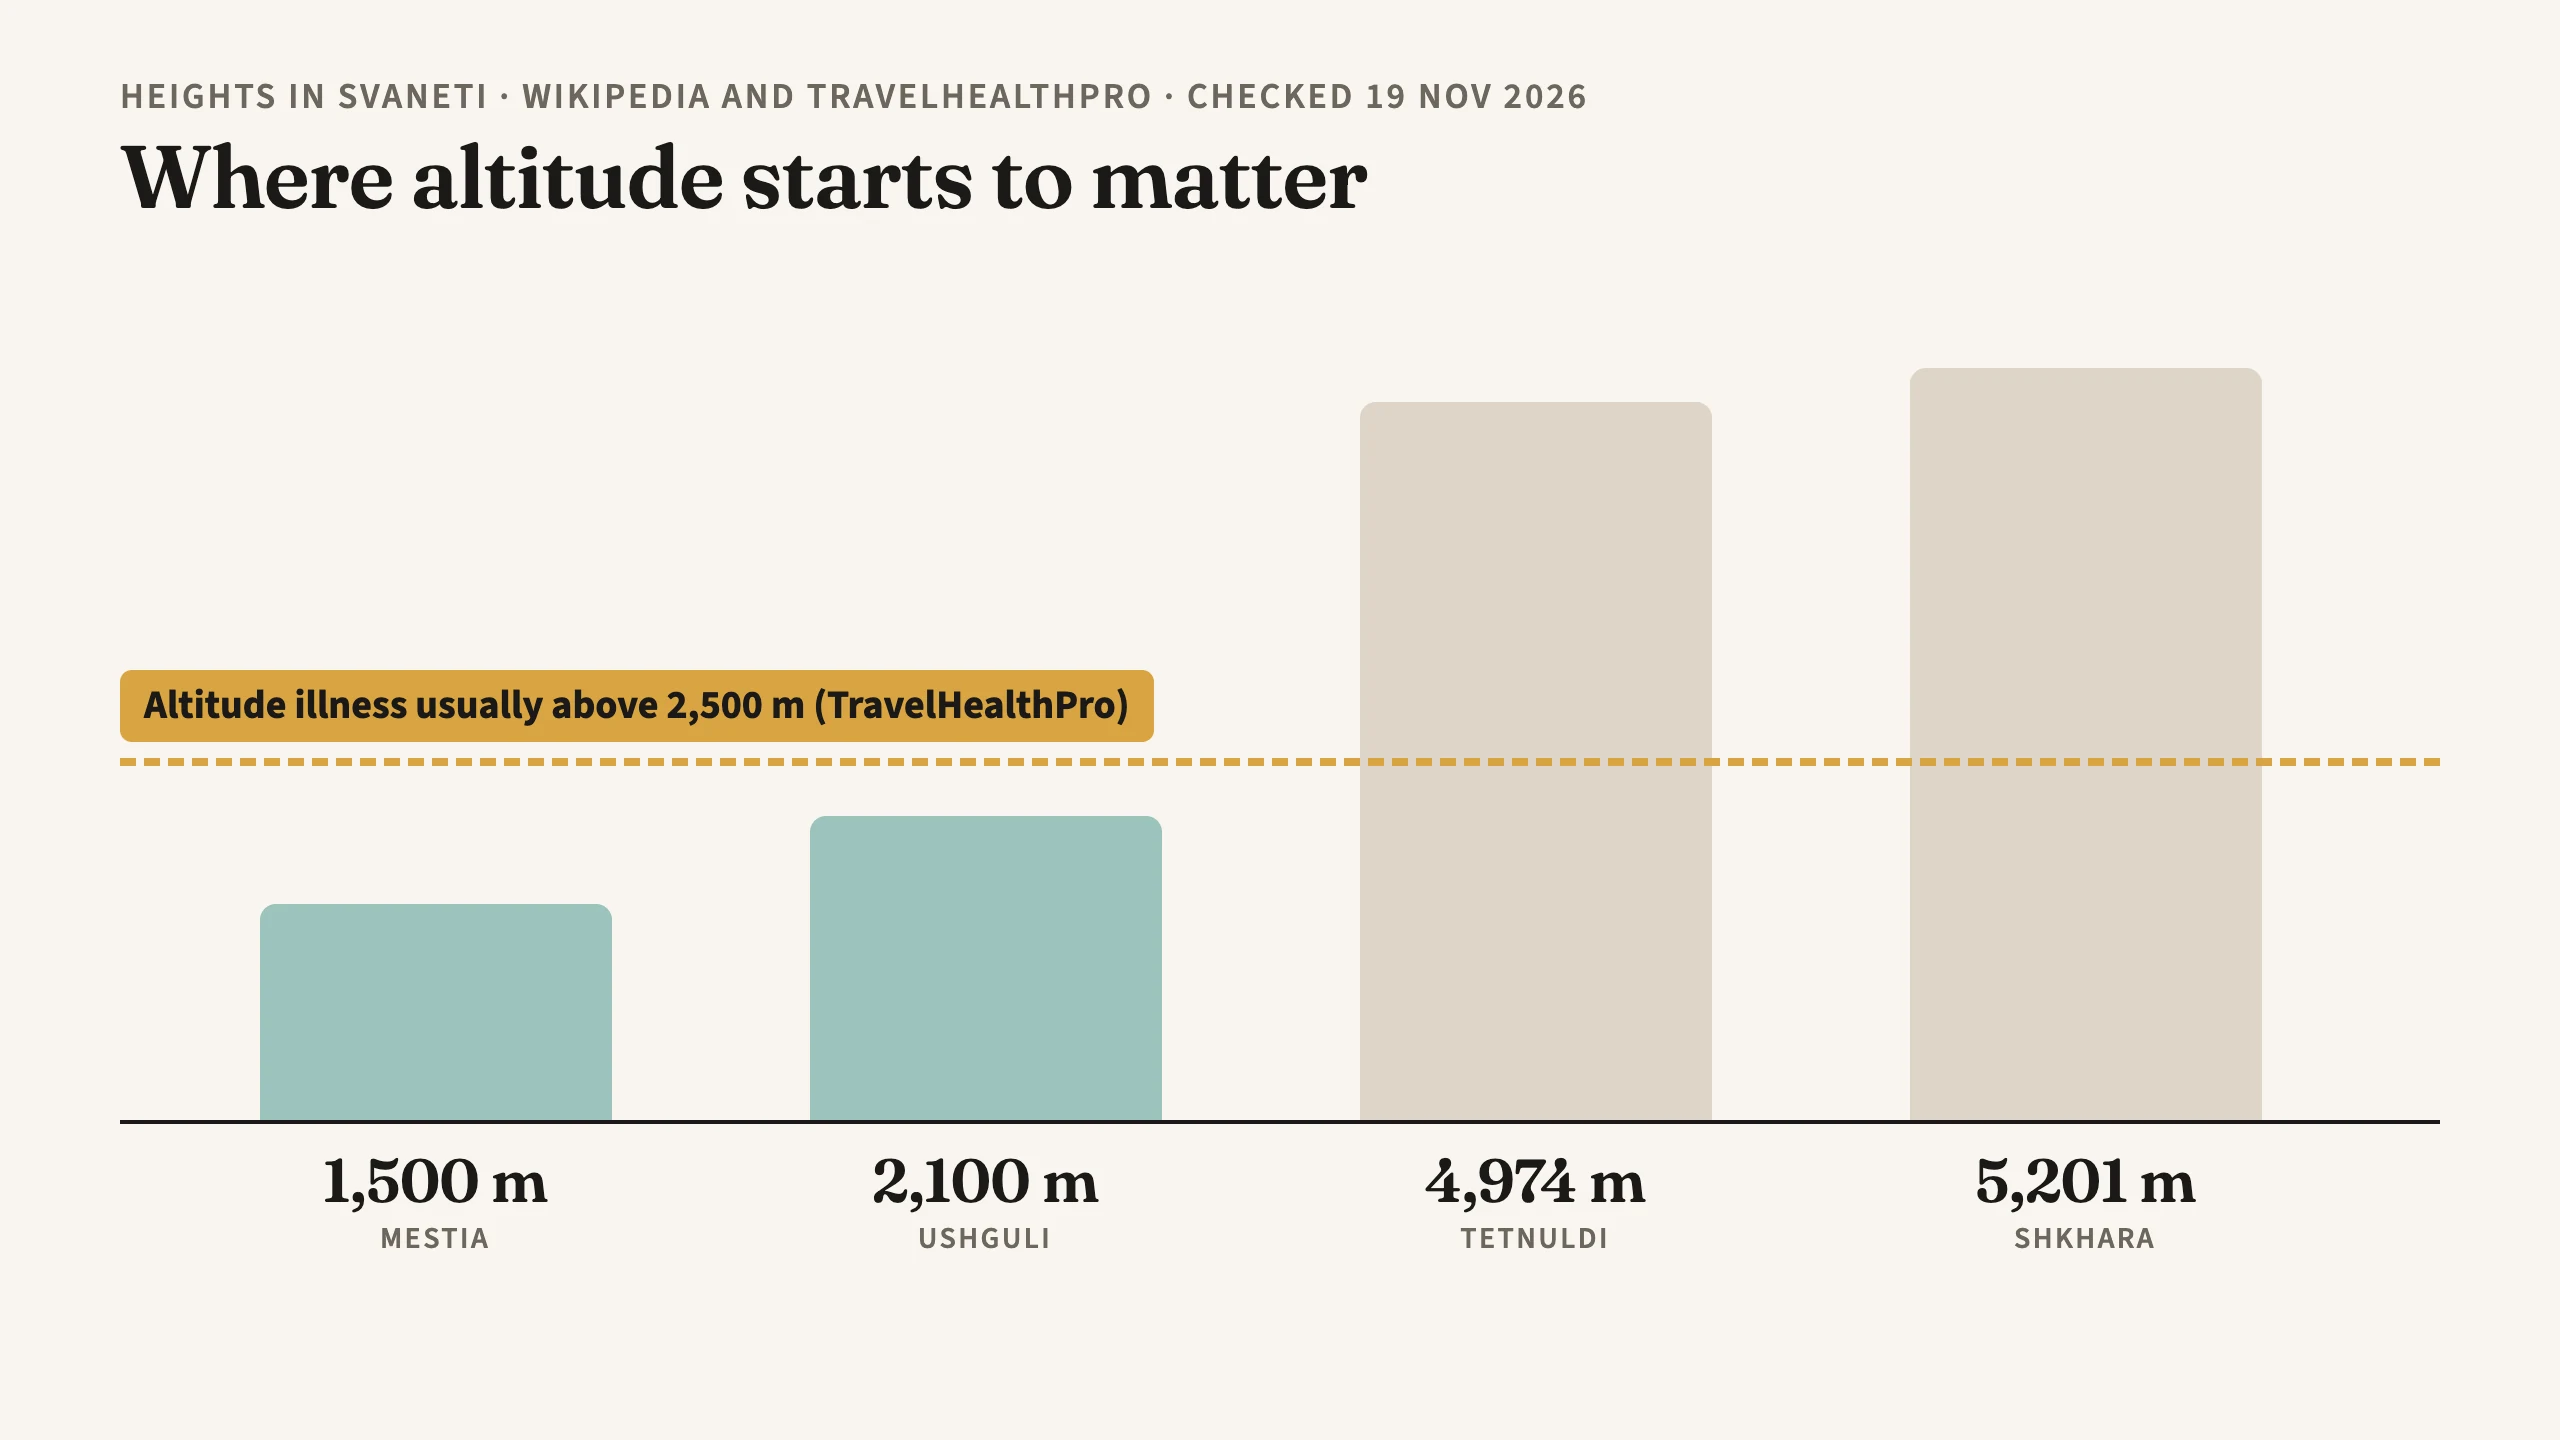 HEIGHTS IN SVANETI · WIKIPEDIA AND TRAVELHEALTHPRO · CHECKED 19 NOV 2026
Where altitude starts to matter
Altitude illness usually above 2,500 m (TravelHealthPro)
1,500 m
MESTIA
2,100 m
USHGULI
4,974 m
TETNULDI
5,201 m
SHKHARA